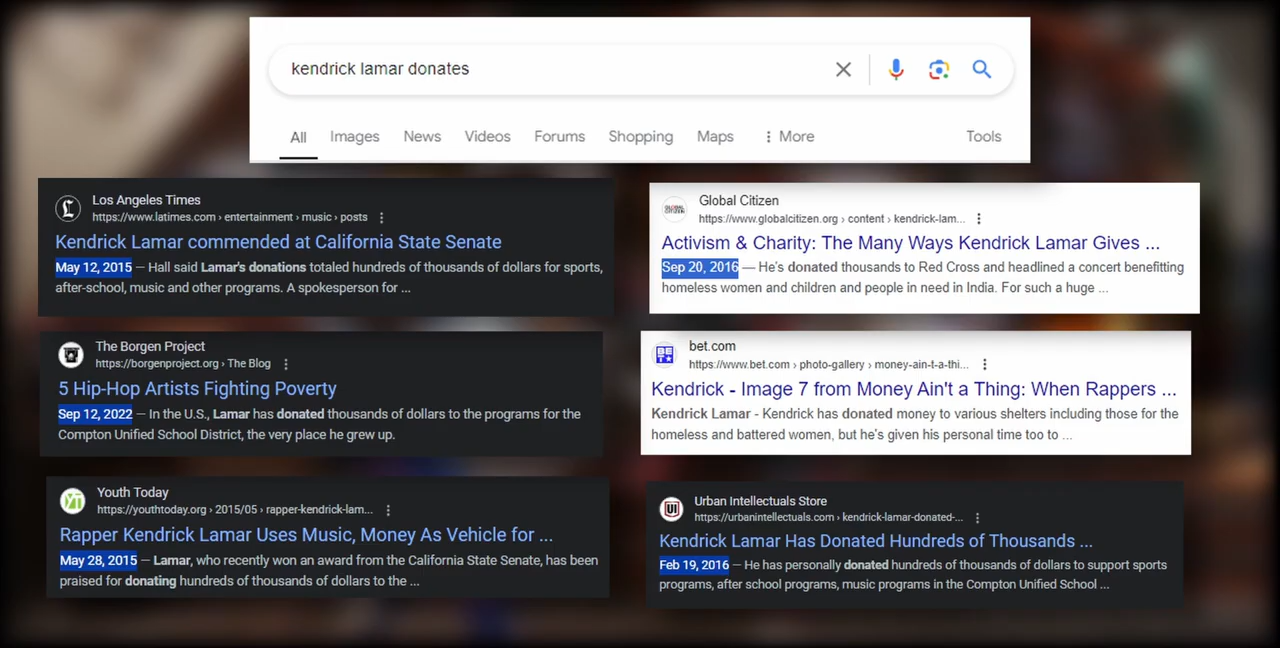 kendrick lamar donates
All Images News Videos Forums Shopping Maps More Tools
Los Angeles Times
https://www.latimes.com › entertainment › music › posts
Kendrick Lamar commended at California State Senate
May 12, 2015 — Hall said Lamar's donations totaled hundreds of thousands of dollars for sports,
after-school, music and other programs. A spokesperson for ...
The Borgen Project
https://borgenproject.org › The Blog
5 Hip-Hop Artists Fighting Poverty
Sep 12, 2022 — In the U.S., Lamar has donated thousands of dollars to the programs for the
Compton Unified School District, the very place he grew up.
YT
Youth Today
https://youthtoday.org › 2015/05 › rapper-kendrick-lam...
Rapper Kendrick Lamar Uses Music, Money As Vehicle for ...
May 28, 2015 — Lamar, who recently won an award from the California State Senate, has been
praised for donating hundreds of thousands of dollars to the ...
GLOBAL CITIZEN
Global Citizen
https://www.globalcitizen.org › content › kendrick-lam...
Activism & Charity: The Many Ways Kendrick Lamar Gives ...
Sep 20, 2016 — He's donated thousands to Red Cross and headlined a concert benefitting
homeless women and children and people in need in India. For such a huge ...
BET
bet.com
https://www.bet.com › photo-gallery › money-ain-t-a-thi...
Kendrick - Image 7 from Money Ain't a Thing: When Rappers ...
Kendrick Lamar - Kendrick has donated money to various shelters including those for the
homeless and battered women, but he's given his personal time too to ...
UI
Urban Intellectuals Store
https://urbanintellectuals.com › kendrick-lamar-donated-...
Kendrick Lamar Has Donated Hundreds of Thousands ...
Feb 19, 2016 — He has personally donated hundreds of thousands of dollars to support sports
programs, after school programs, music programs in the Compton Unified School ...